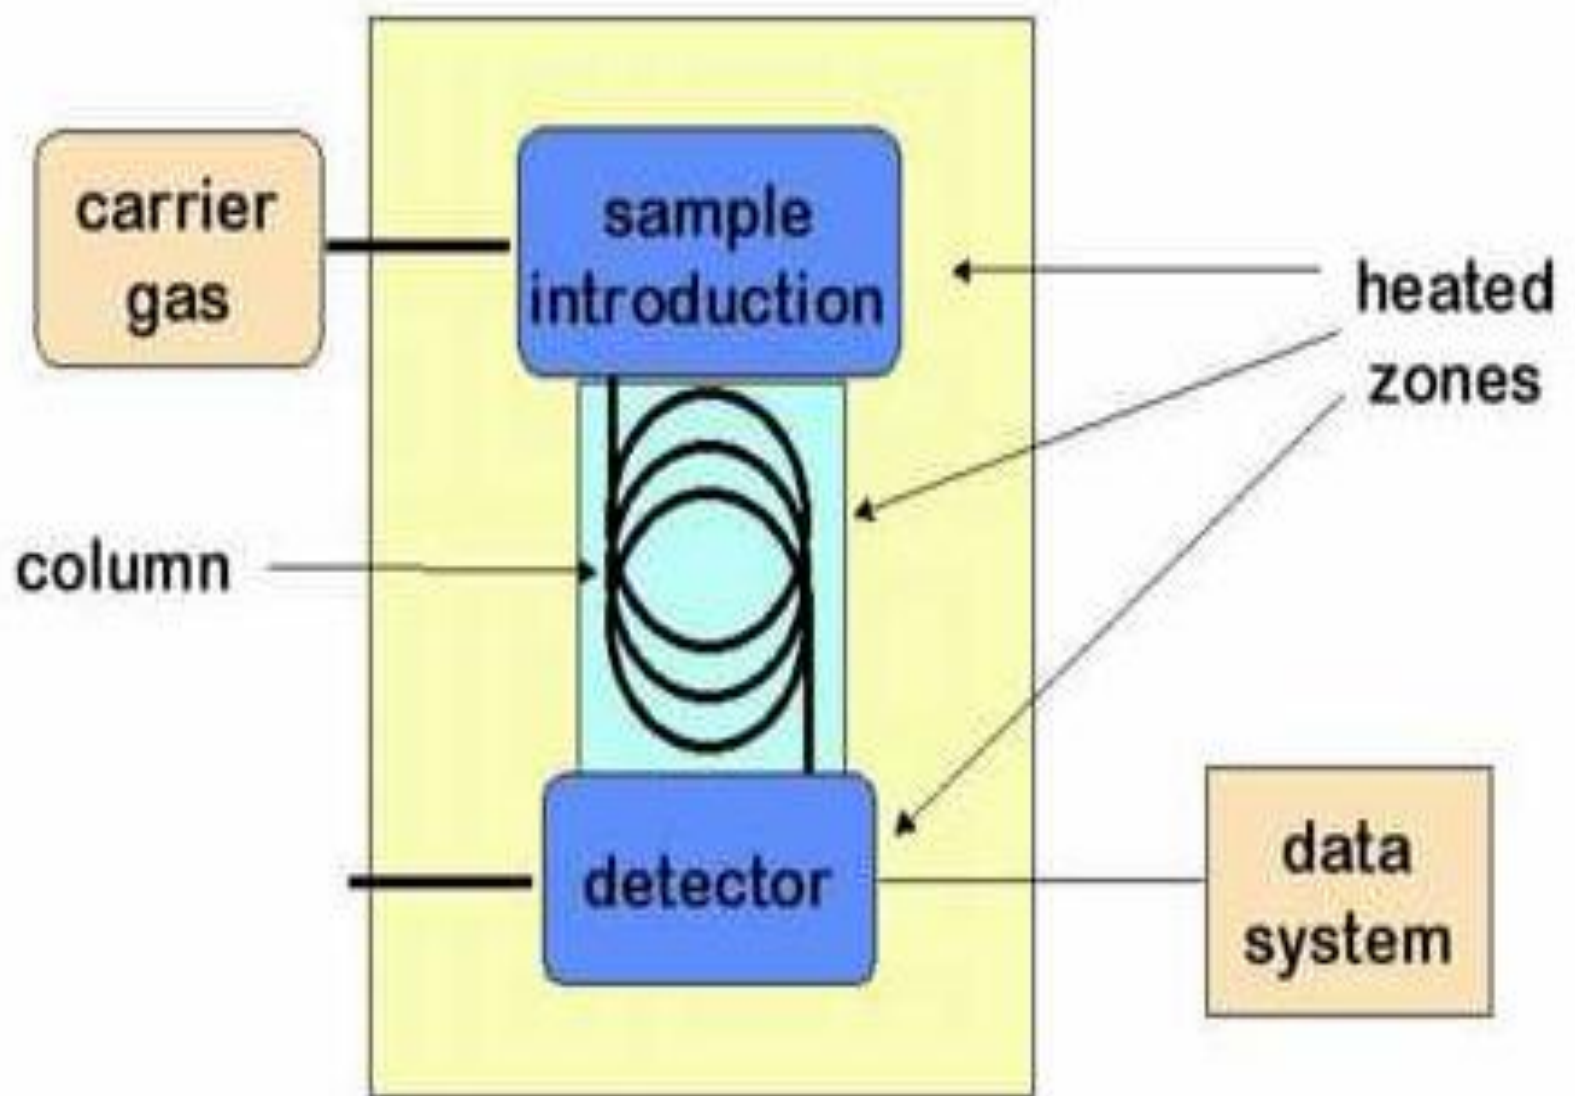 carrier
gas
sample
introduction
heated
zones
column
detector
data
system